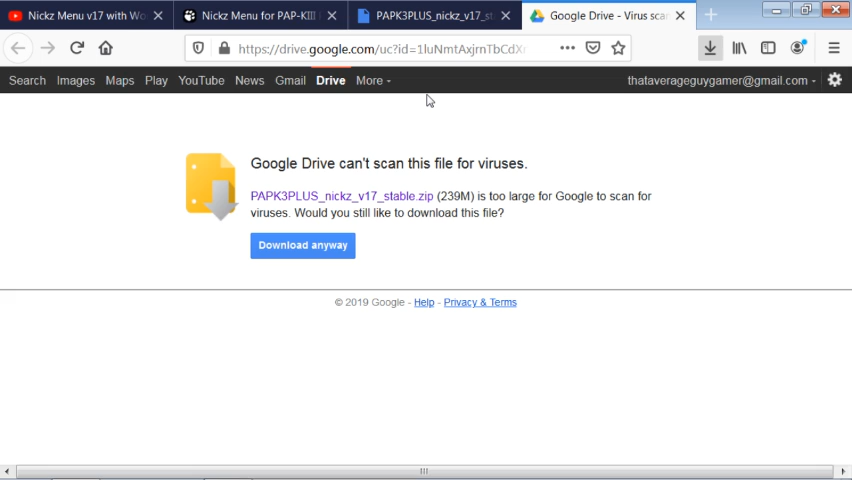 Nickz Menu v17 with Wo
Nickz Menu for PAP-KIII
PAPK3PLUS_nickz_v17_st
Google Drive - Virus sca
https://drive.google.com/uc?id=1luNmtAxjrnTbCdX
Search Images Maps Play YouTube News Gmail Drive More
thataverageguygamer@gmail.com
Google Drive can't scan this file for viruses.
PAPK3PLUS_nickz_v17_stable.zip (239M) is too large for Google to scan for
viruses. Would you still like to download this file?
Download anyway
© 2019 Google - Help - Privacy & Terms